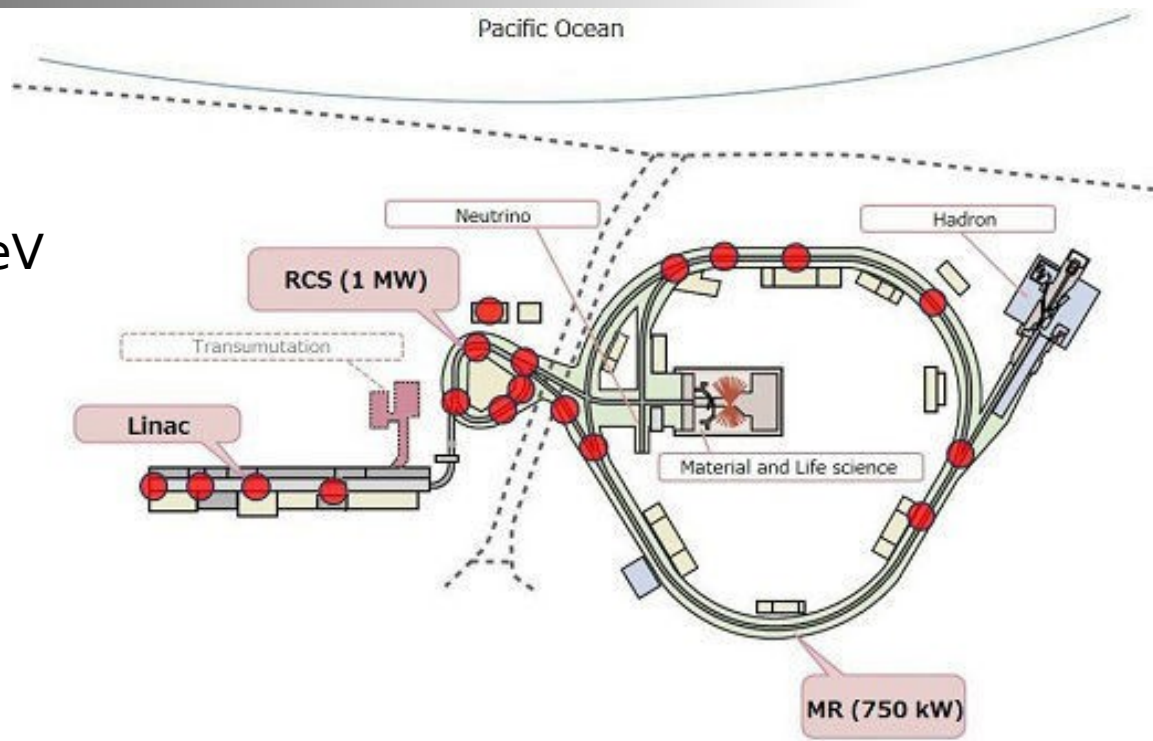 Pacific Ocean
Neutrino
Hadron
eV
RCS (1 MW)
Transumutation
Linac
Material and Life science
MR (750 kW)